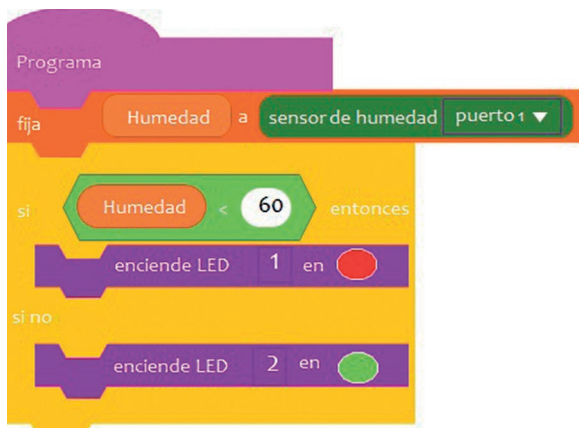 Programa
fija Humedad a sensor de humedad puerto 1
si Humedad < 60 entonces
enciende LED 1 en
si no
enciende LED 2 en